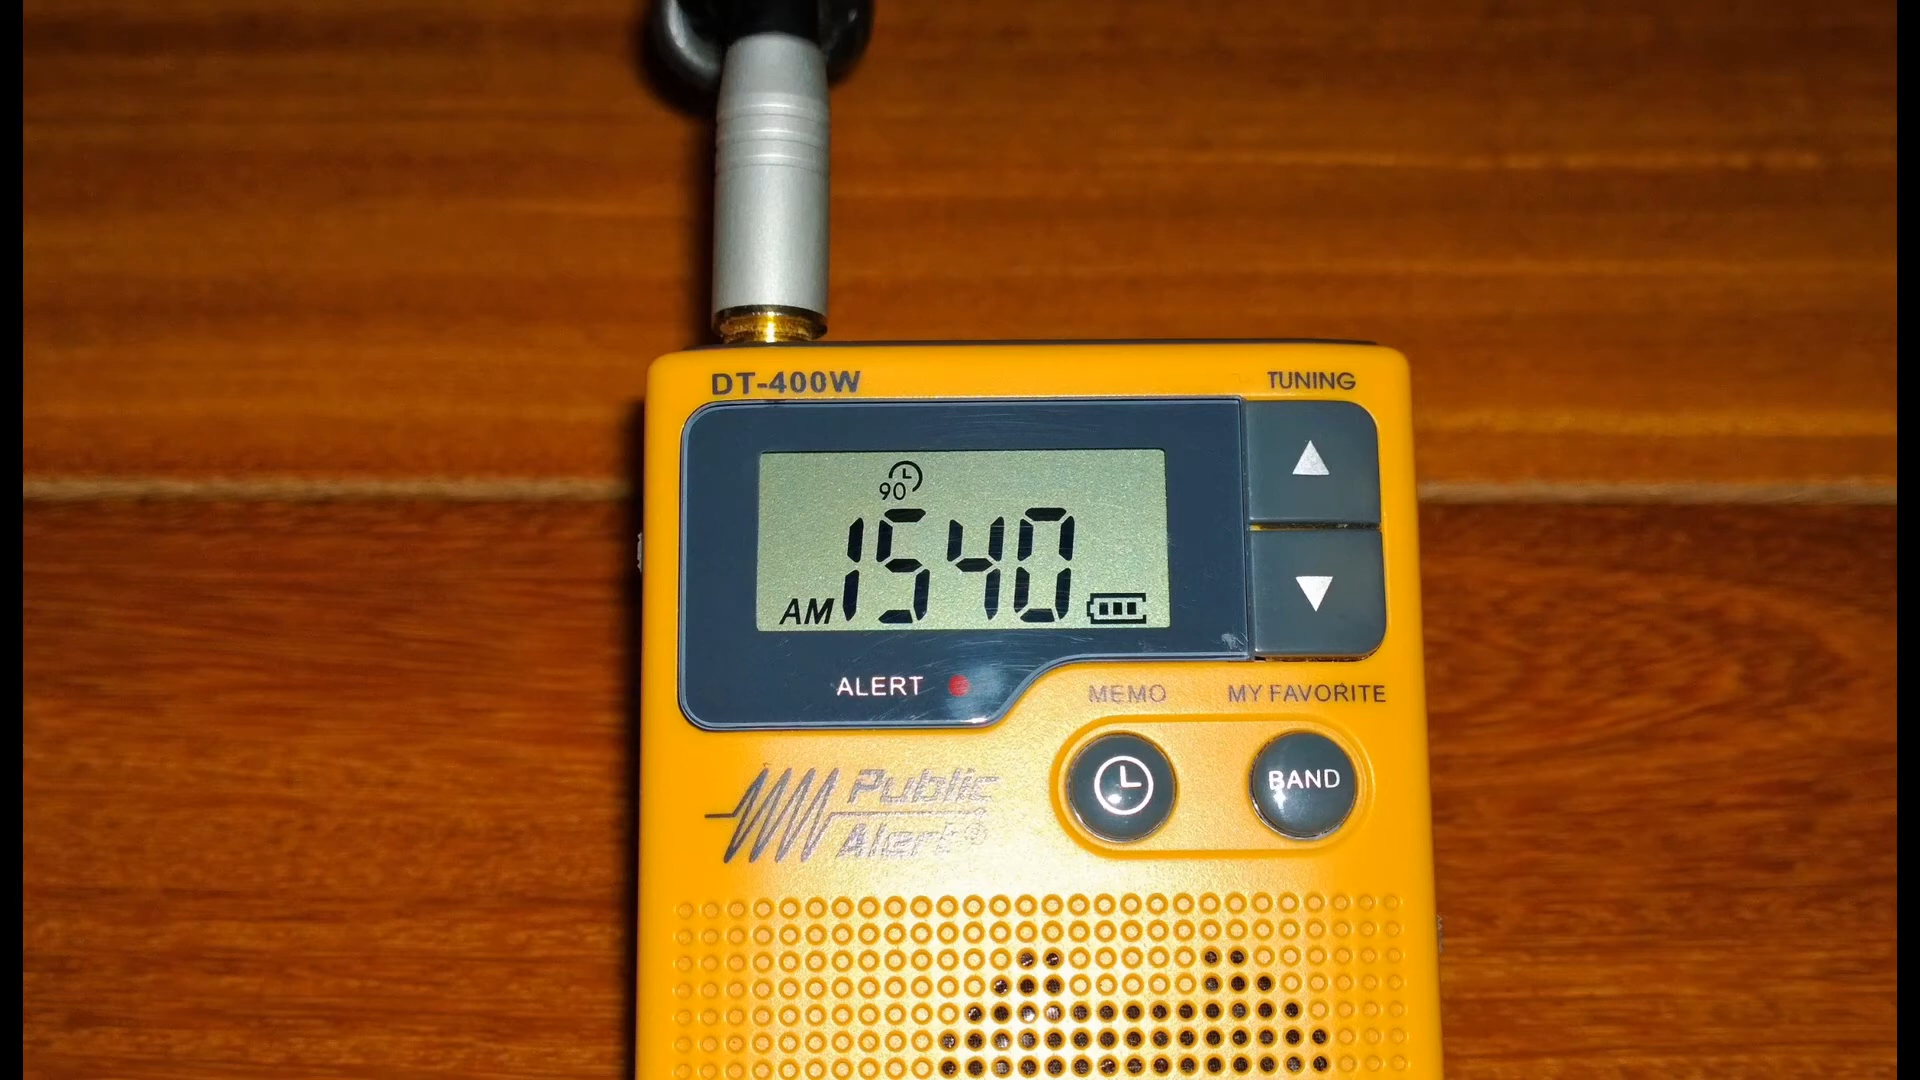 DT-400W
TUNING
90
AM 1540
ALERT
MEMO
MY FAVORITE
BAND
Public
Alert®